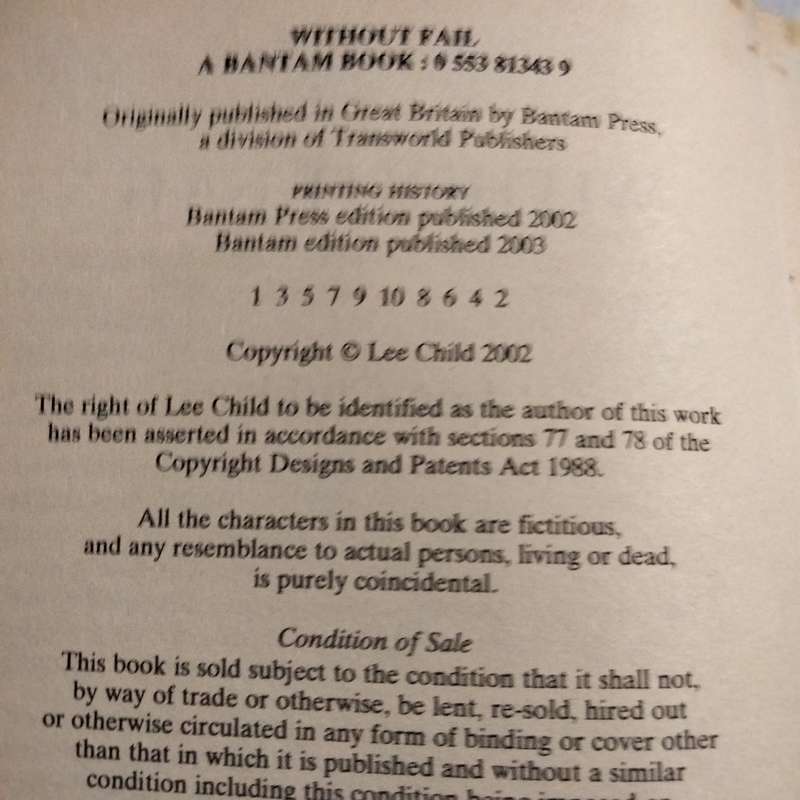 WITHOUT FAIL
A BANTAM BOOK : 0 553 81343 9
Originally published in Great Britain by Bantam Press,
a division of Transworld Publishers
PRINTING HISTORY
Bantam Press edition published 2002
Bantam edition published 2003
1 3 5 7 9 10 8 6 4 2
Copyright © Lee Child 2002
The right of Lee Child to be identified as the author of this work
has been asserted in accordance with sections 77 and 78 of the
Copyright Designs and Patents Act 1988.
All the characters in this book are fictitious,
and any resemblance to actual persons, living or dead,
is purely coincidental.
Condition of Sale
This book is sold subject to the condition that it shall not,
by way of trade or otherwise, be lent, re-sold, hired out
or otherwise circulated in any form of binding or cover other
than that in which it is published and without a similar
condition including this condition being